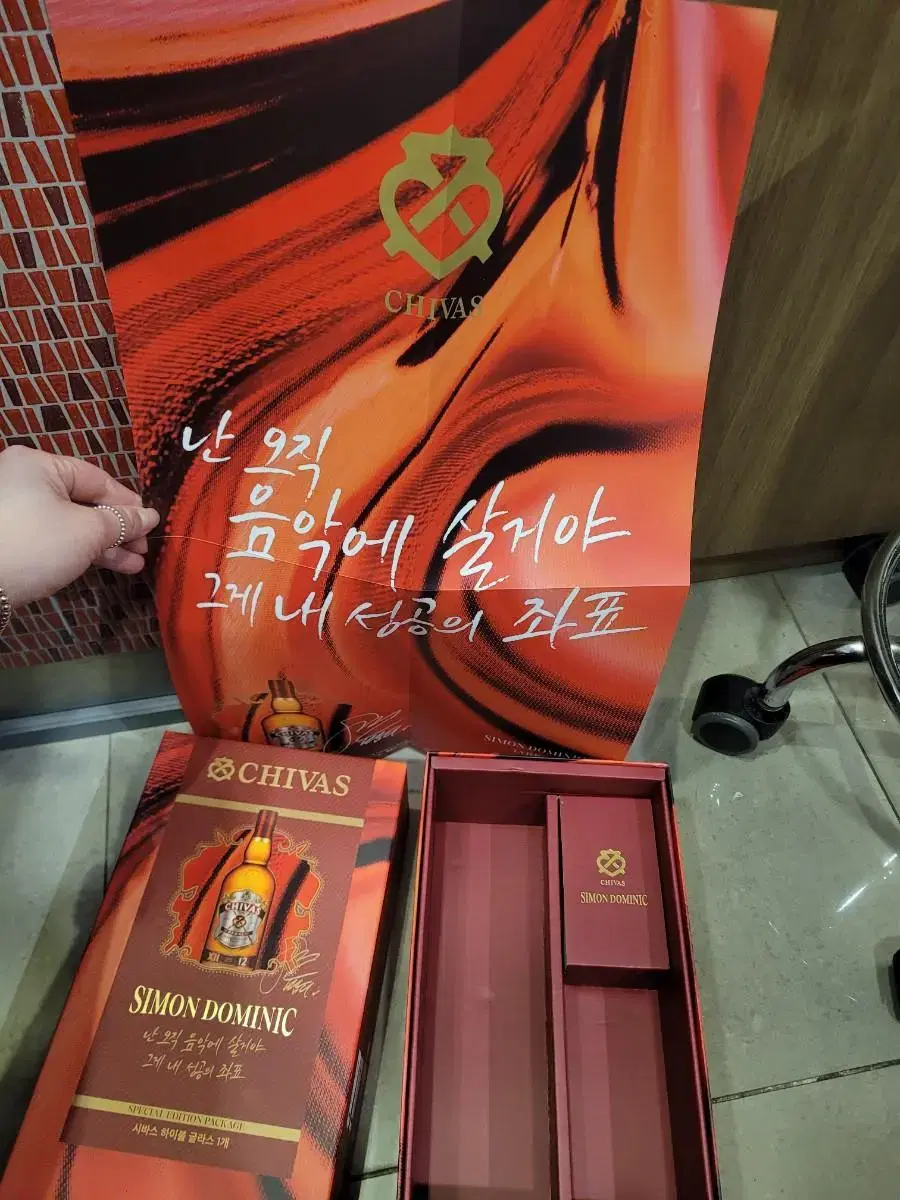 CHIVAS
난 오직
음악에 살거야
그게 내 성공의 좌표
SIMON DOMINIC
CHIVAS
CHIVAS
12
SIMON DOMINIC
난 오직 음악에 살거야
그게 내 성공의 좌표
SPECIAL EDITION PACKAGE
시바스 하이볼 글라스 1개
CHIVAS
SIMON DOMINIC